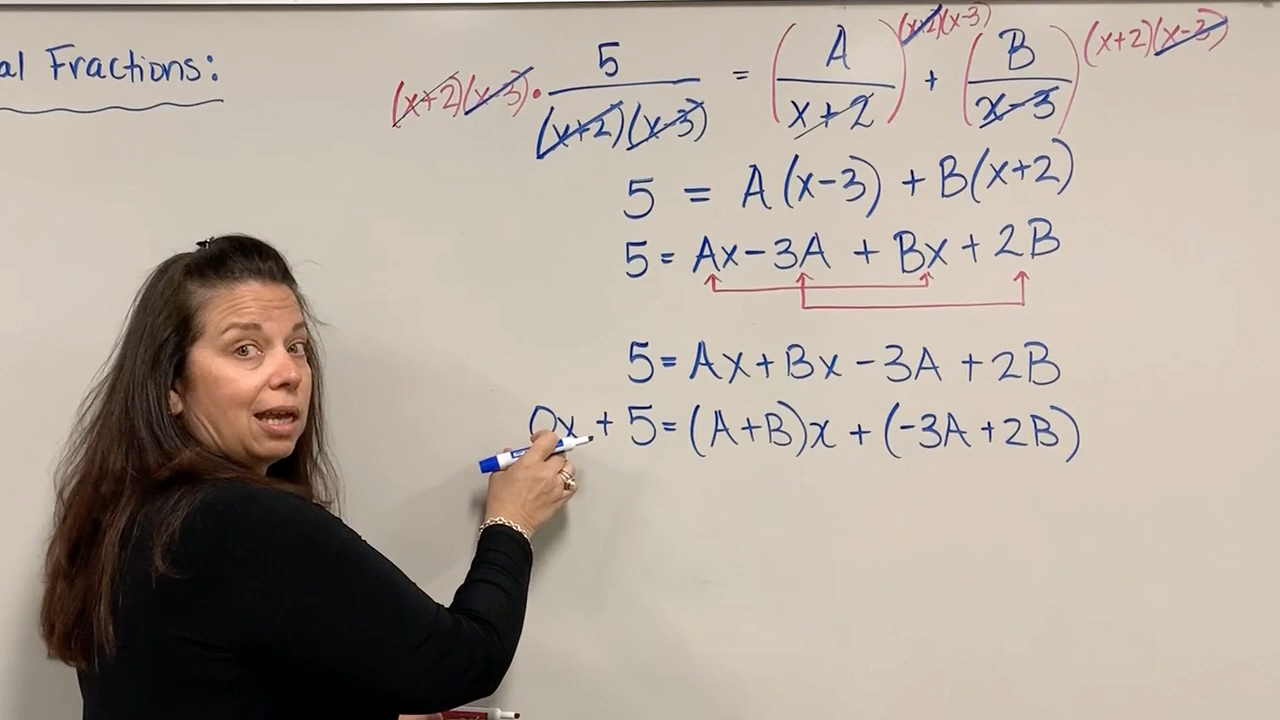 al Fractions:
(x+2)(x-3) • 5/((x+2)(x-3)) = (A/(x+2))(x+2)(x-3) + (B/(x-3))(x+2)(x-3)
5 = A(x-3) + B(x+2)
5 = Ax - 3A + Bx + 2B
5 = Ax + Bx - 3A + 2B
0x + 5 = (A+B)x + (-3A + 2B)